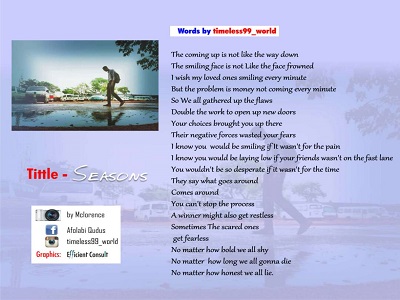 Words by timeless99_world
The coming up is not like the way down
The smiling face is not Like the face frowned
I wish my loved ones smiling every minute
But the problem is money not coming every minute
So We all gathered up the flaws
Double the work to open up new doors
Your choices brought you up there
Their negative forces wasted your fears
I know you would be smiling if It wasn't for the pain
I know you would be laying low if your friends wasn't on the fast lane
You wouldn't be so desperate if it wasn't for the time
They say what goes around
Comes around
You can't stop the process
A winner might also get restless
Sometimes The scared ones
get fearless
No matter how bold we all shy
No matter how long we all gonna die
No matter how honest we all lie.
Tittle - SEASONS
by Mclorence
Afolabi Qudus
timeless99_world
Graphics: Efficient Consult